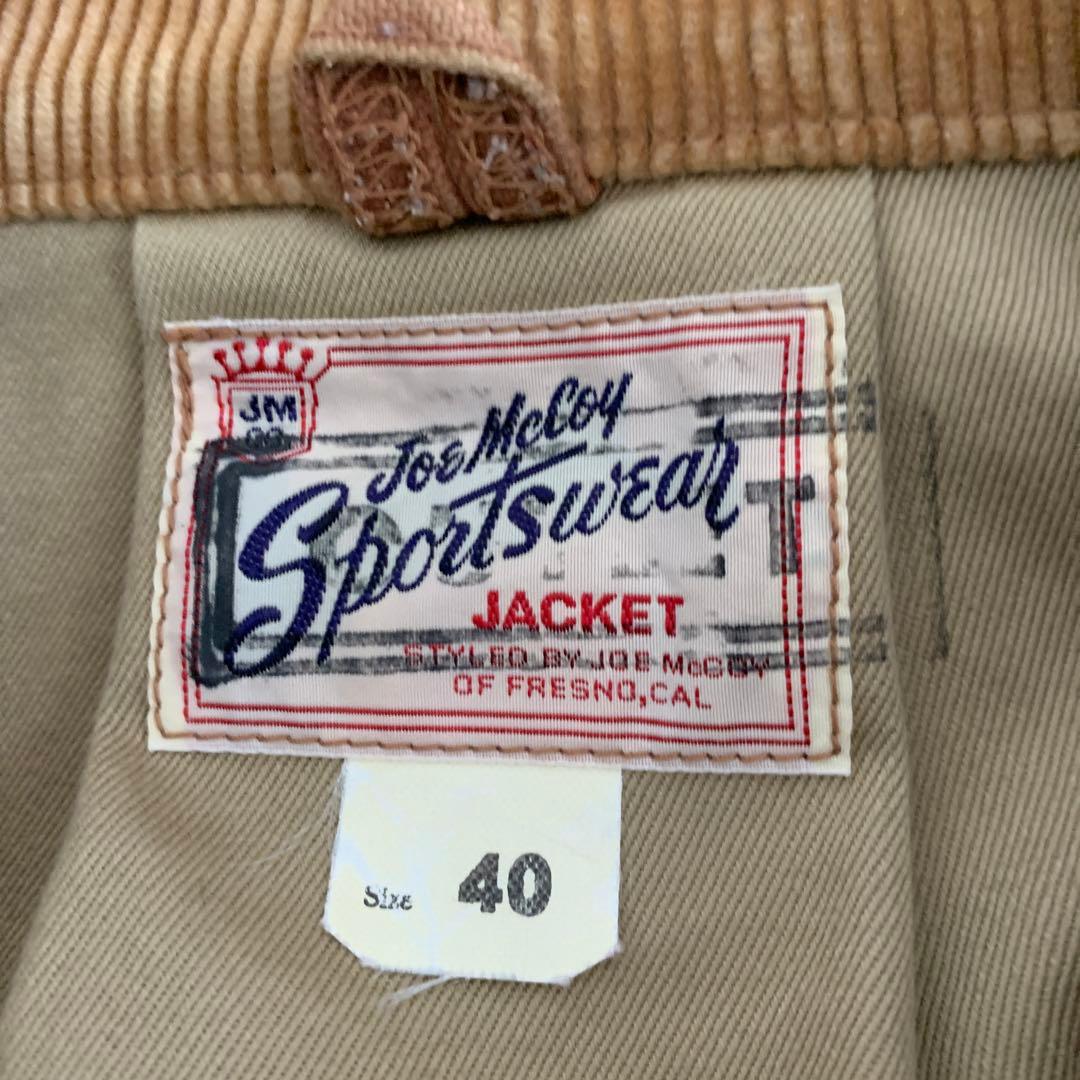 JM
Joe McCoy
Sportswear
JACKET
STYLED BY JOE McCOY
OF FRESNO, CAL
Size 40